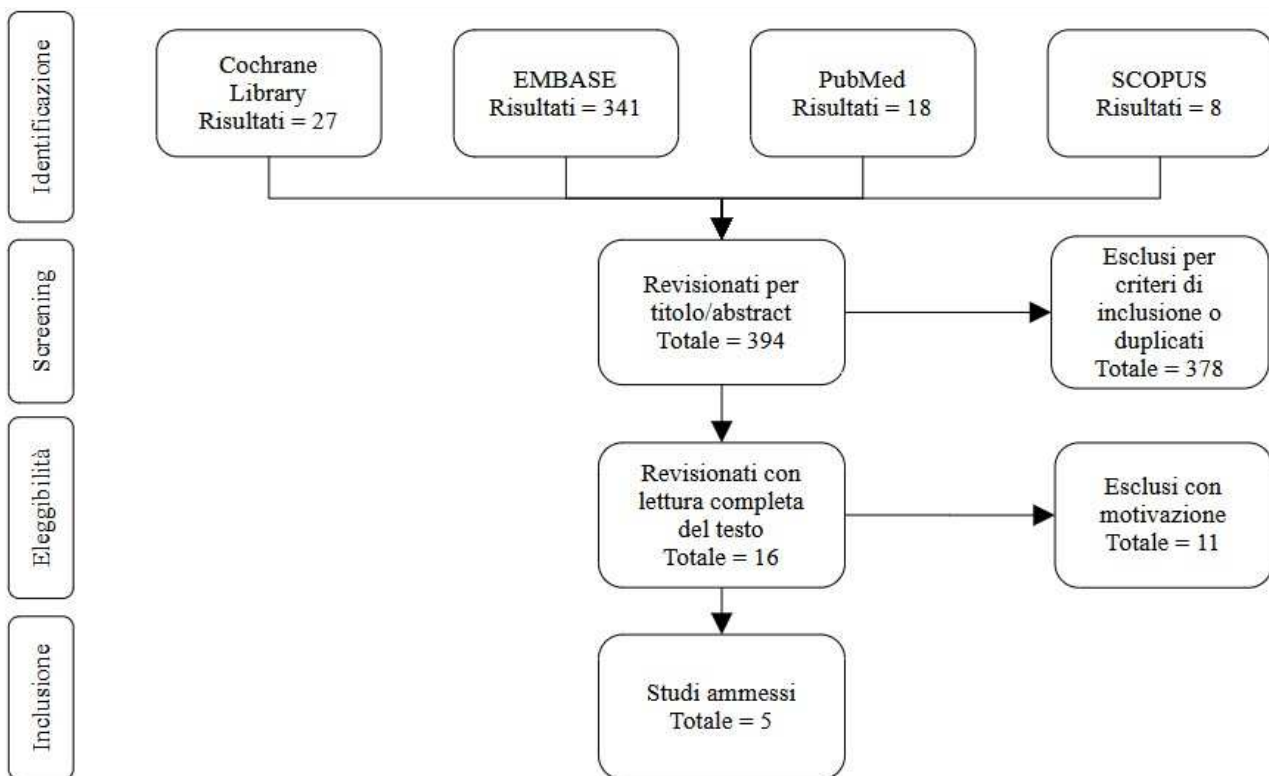 Identificazione
Cochrane
Library
Risultati = 27
EMBASE
Risultati = 341
PubMed
Risultati = 18
SCOPUS
Risultati = 8
Screening
Revisionati per
titolo/abstract
Totale = 394
Esclusi per
criteri di
inclusione o
duplicati
Totale = 378
Eleggibilità
Revisionati con
lettura completa
del testo
Totale = 16
Esclusi con
motivazione
Totale = 11
Inclusione
Studi ammessi
Totale = 5